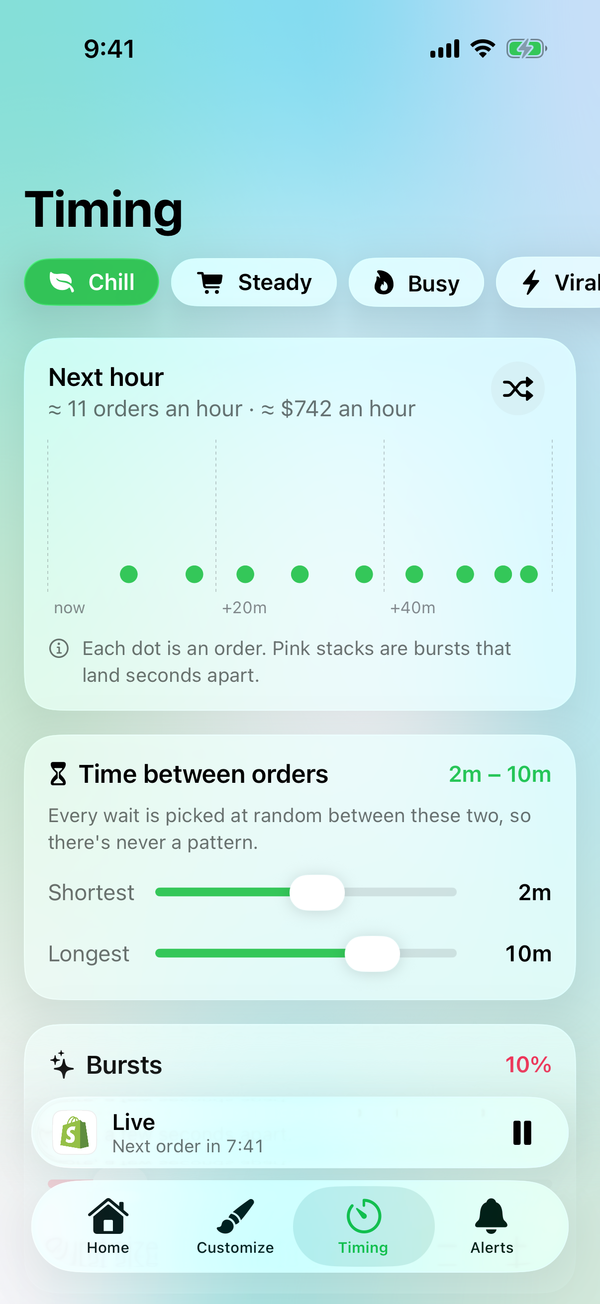 9:41
Timing
Chill
Steady
Busy
Viral
Next hour
≈ 11 orders an hour · ≈ $742 an hour
now
+20m
+40m
Each dot is an order. Pink stacks are bursts that
land seconds apart.
Time between orders
2m – 10m
Every wait is picked at random between these two, so
there's never a pattern.
Shortest
2m
Longest
10m
Bursts
10%
Live
Next order in 7:41
Home
Customize
Timing
Alerts